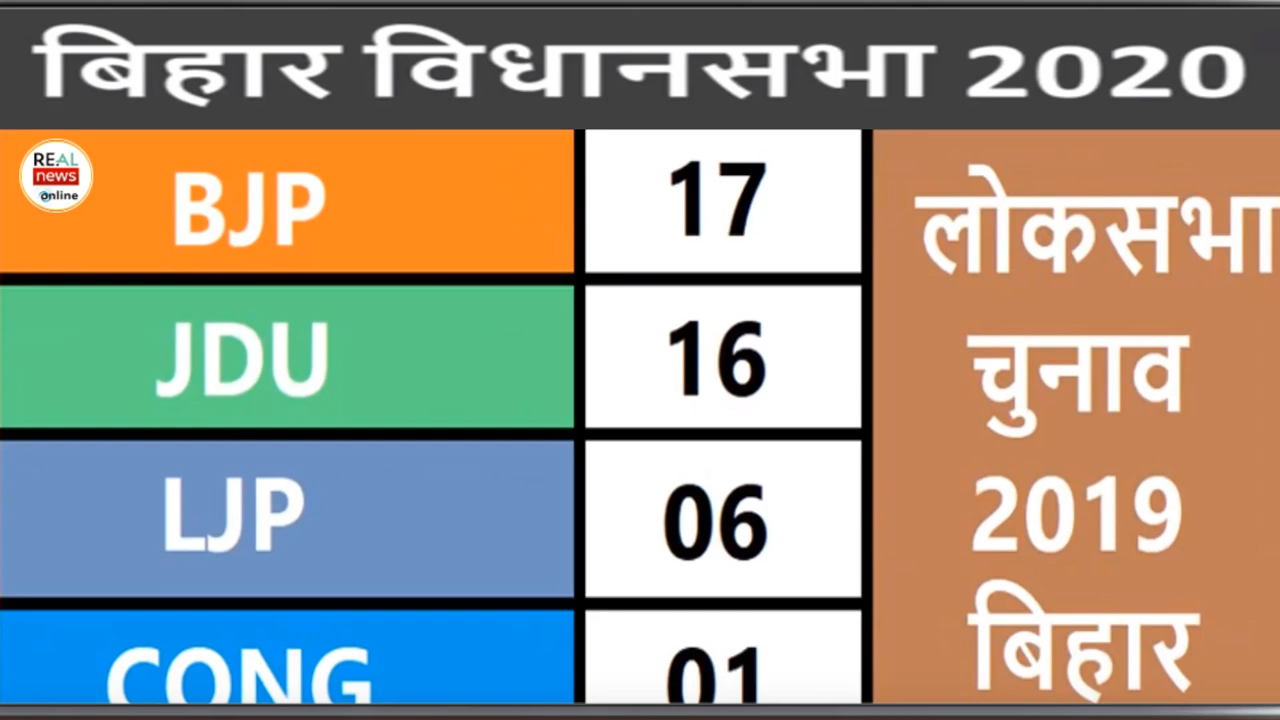 बिहार विधानसभा 2020
REAL
news
online
BJP 17
JDU 16
LJP 06
CONG 01
लोकसभा
चुनाव
2019
बिहार